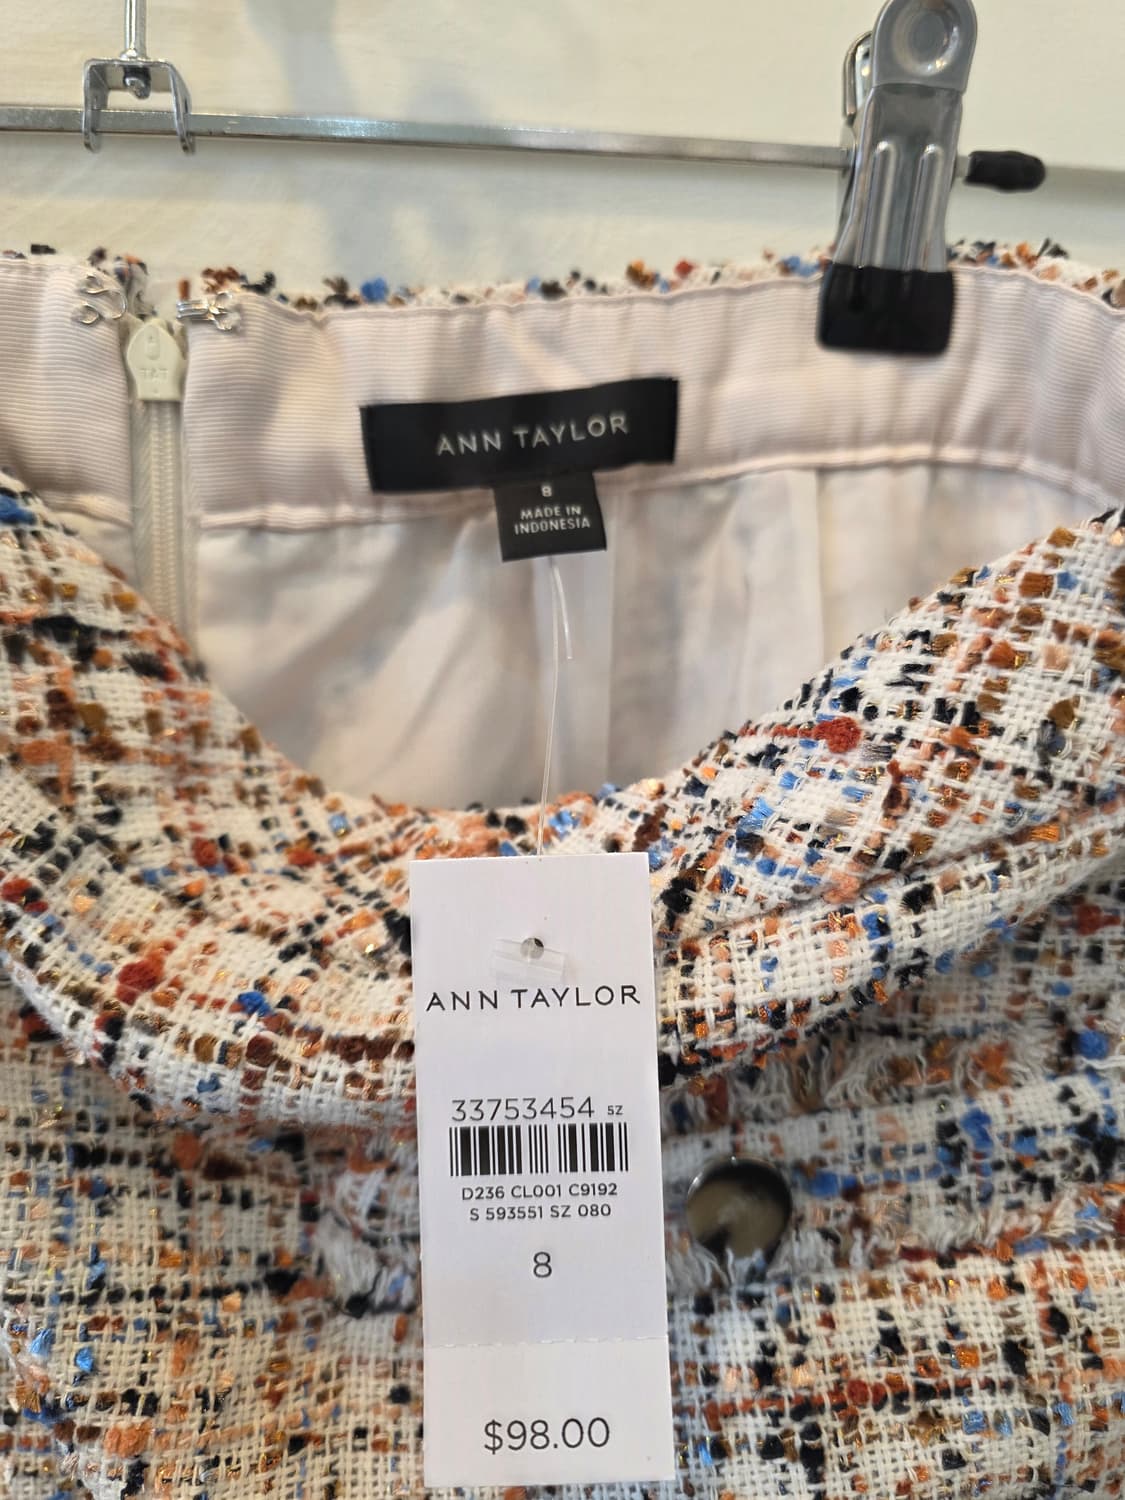 ANN TAYLOR
8
MADE IN
INDONESIA
ANN TAYLOR
33753454 SZ
D236 CL001 C9192
S 593551 SZ 080
8
$98.00